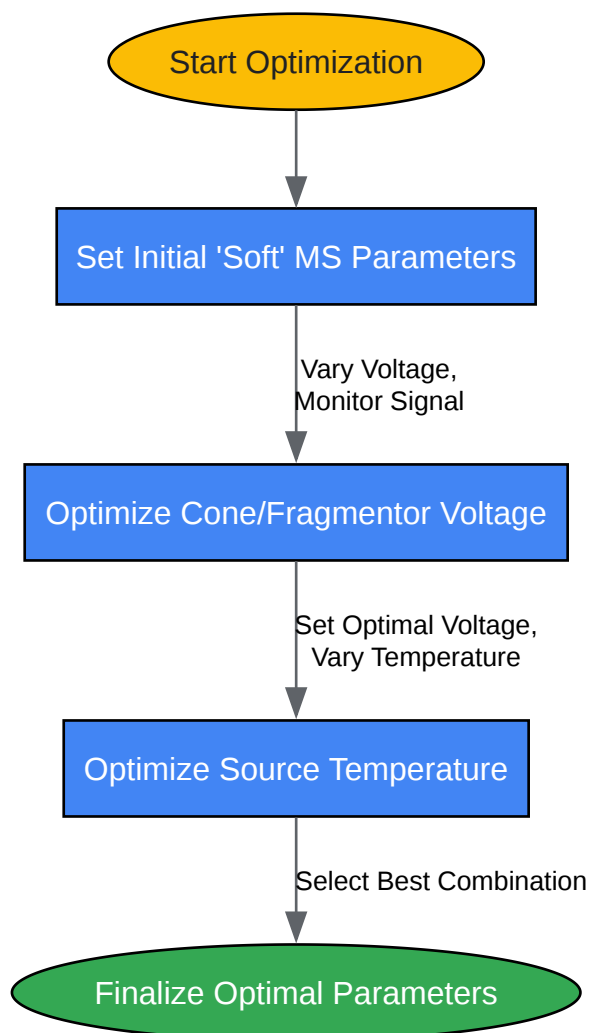 Start Optimization
Set Initial 'Soft' MS Parameters
Vary Voltage,
Monitor Signal
Optimize Cone/Fragmentor Voltage
Set Optimal Voltage,
Vary Temperature
Optimize Source Temperature
Select Best Combination
Finalize Optimal Parameters